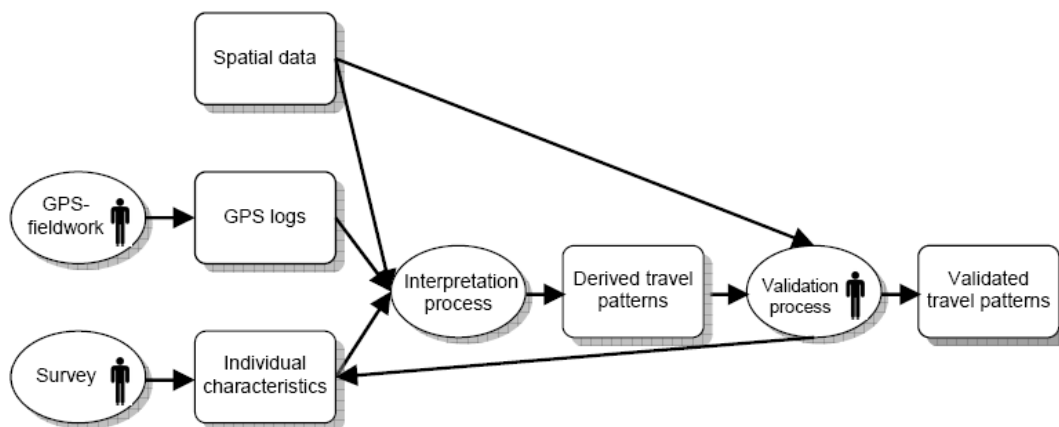 Spatial data
GPS-
fieldwork
GPS logs
Interpretation
process
Derived travel
patterns
Validation
process
Validated
travel patterns
Survey
Individual
characteristics